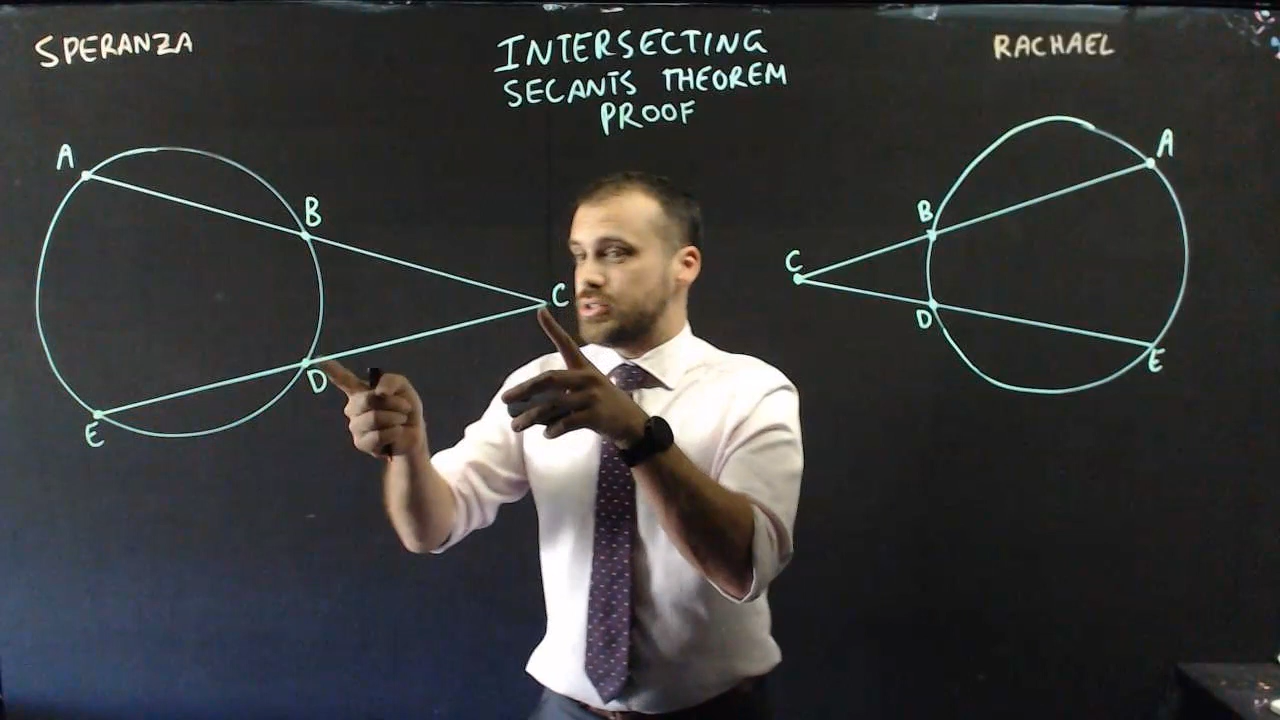 SPERANZA
INTERSECTING
SECANTS THEOREM
PROOF
RACHAEL
A
B
C
D
E
A
B
C
D
E